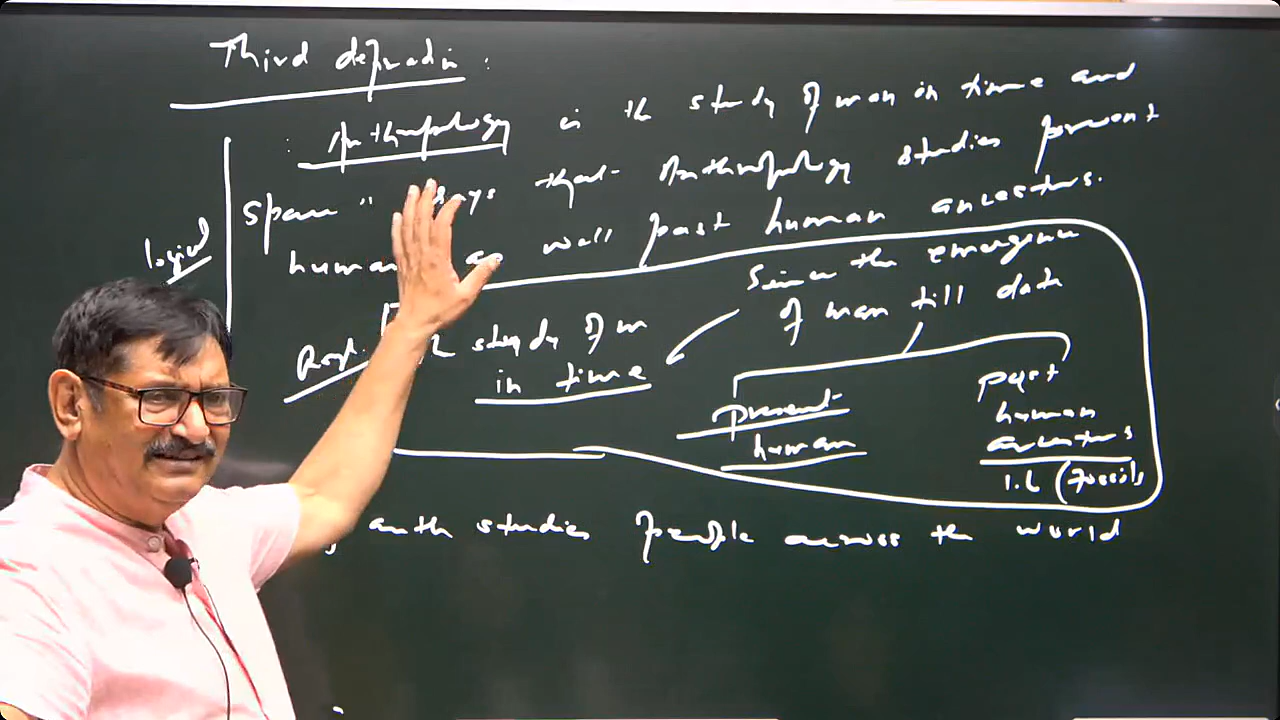 Third defination :
Anthropology is the study of man in time and
space" says that Anthropology studies present
human as well past human ancestors.
logical
study of m
in time
Since the emergence
of man till date
present
human
past
human
ancestors
i.e (fossils
anth studies people across the world